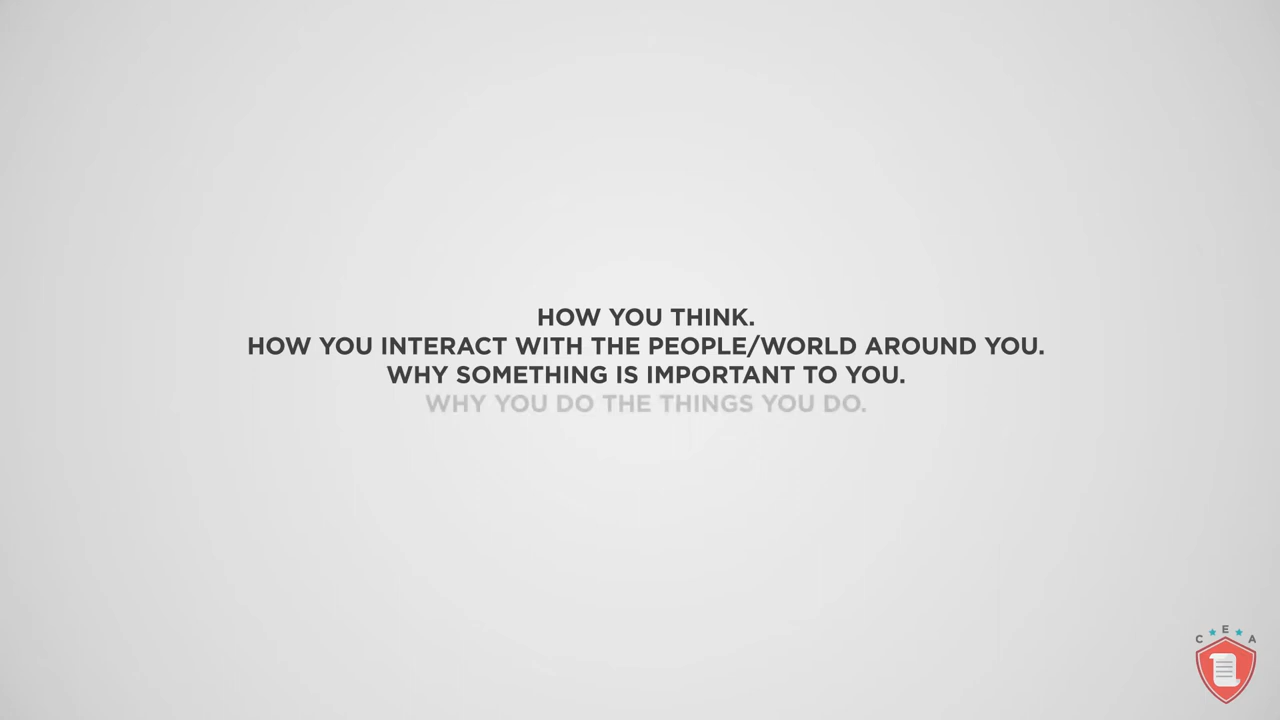 HOW YOU THINK.
HOW YOU INTERACT WITH THE PEOPLE/WORLD AROUND YOU.
WHY SOMETHING IS IMPORTANT TO YOU.
WHY YOU DO THE THINGS YOU DO.
C E A